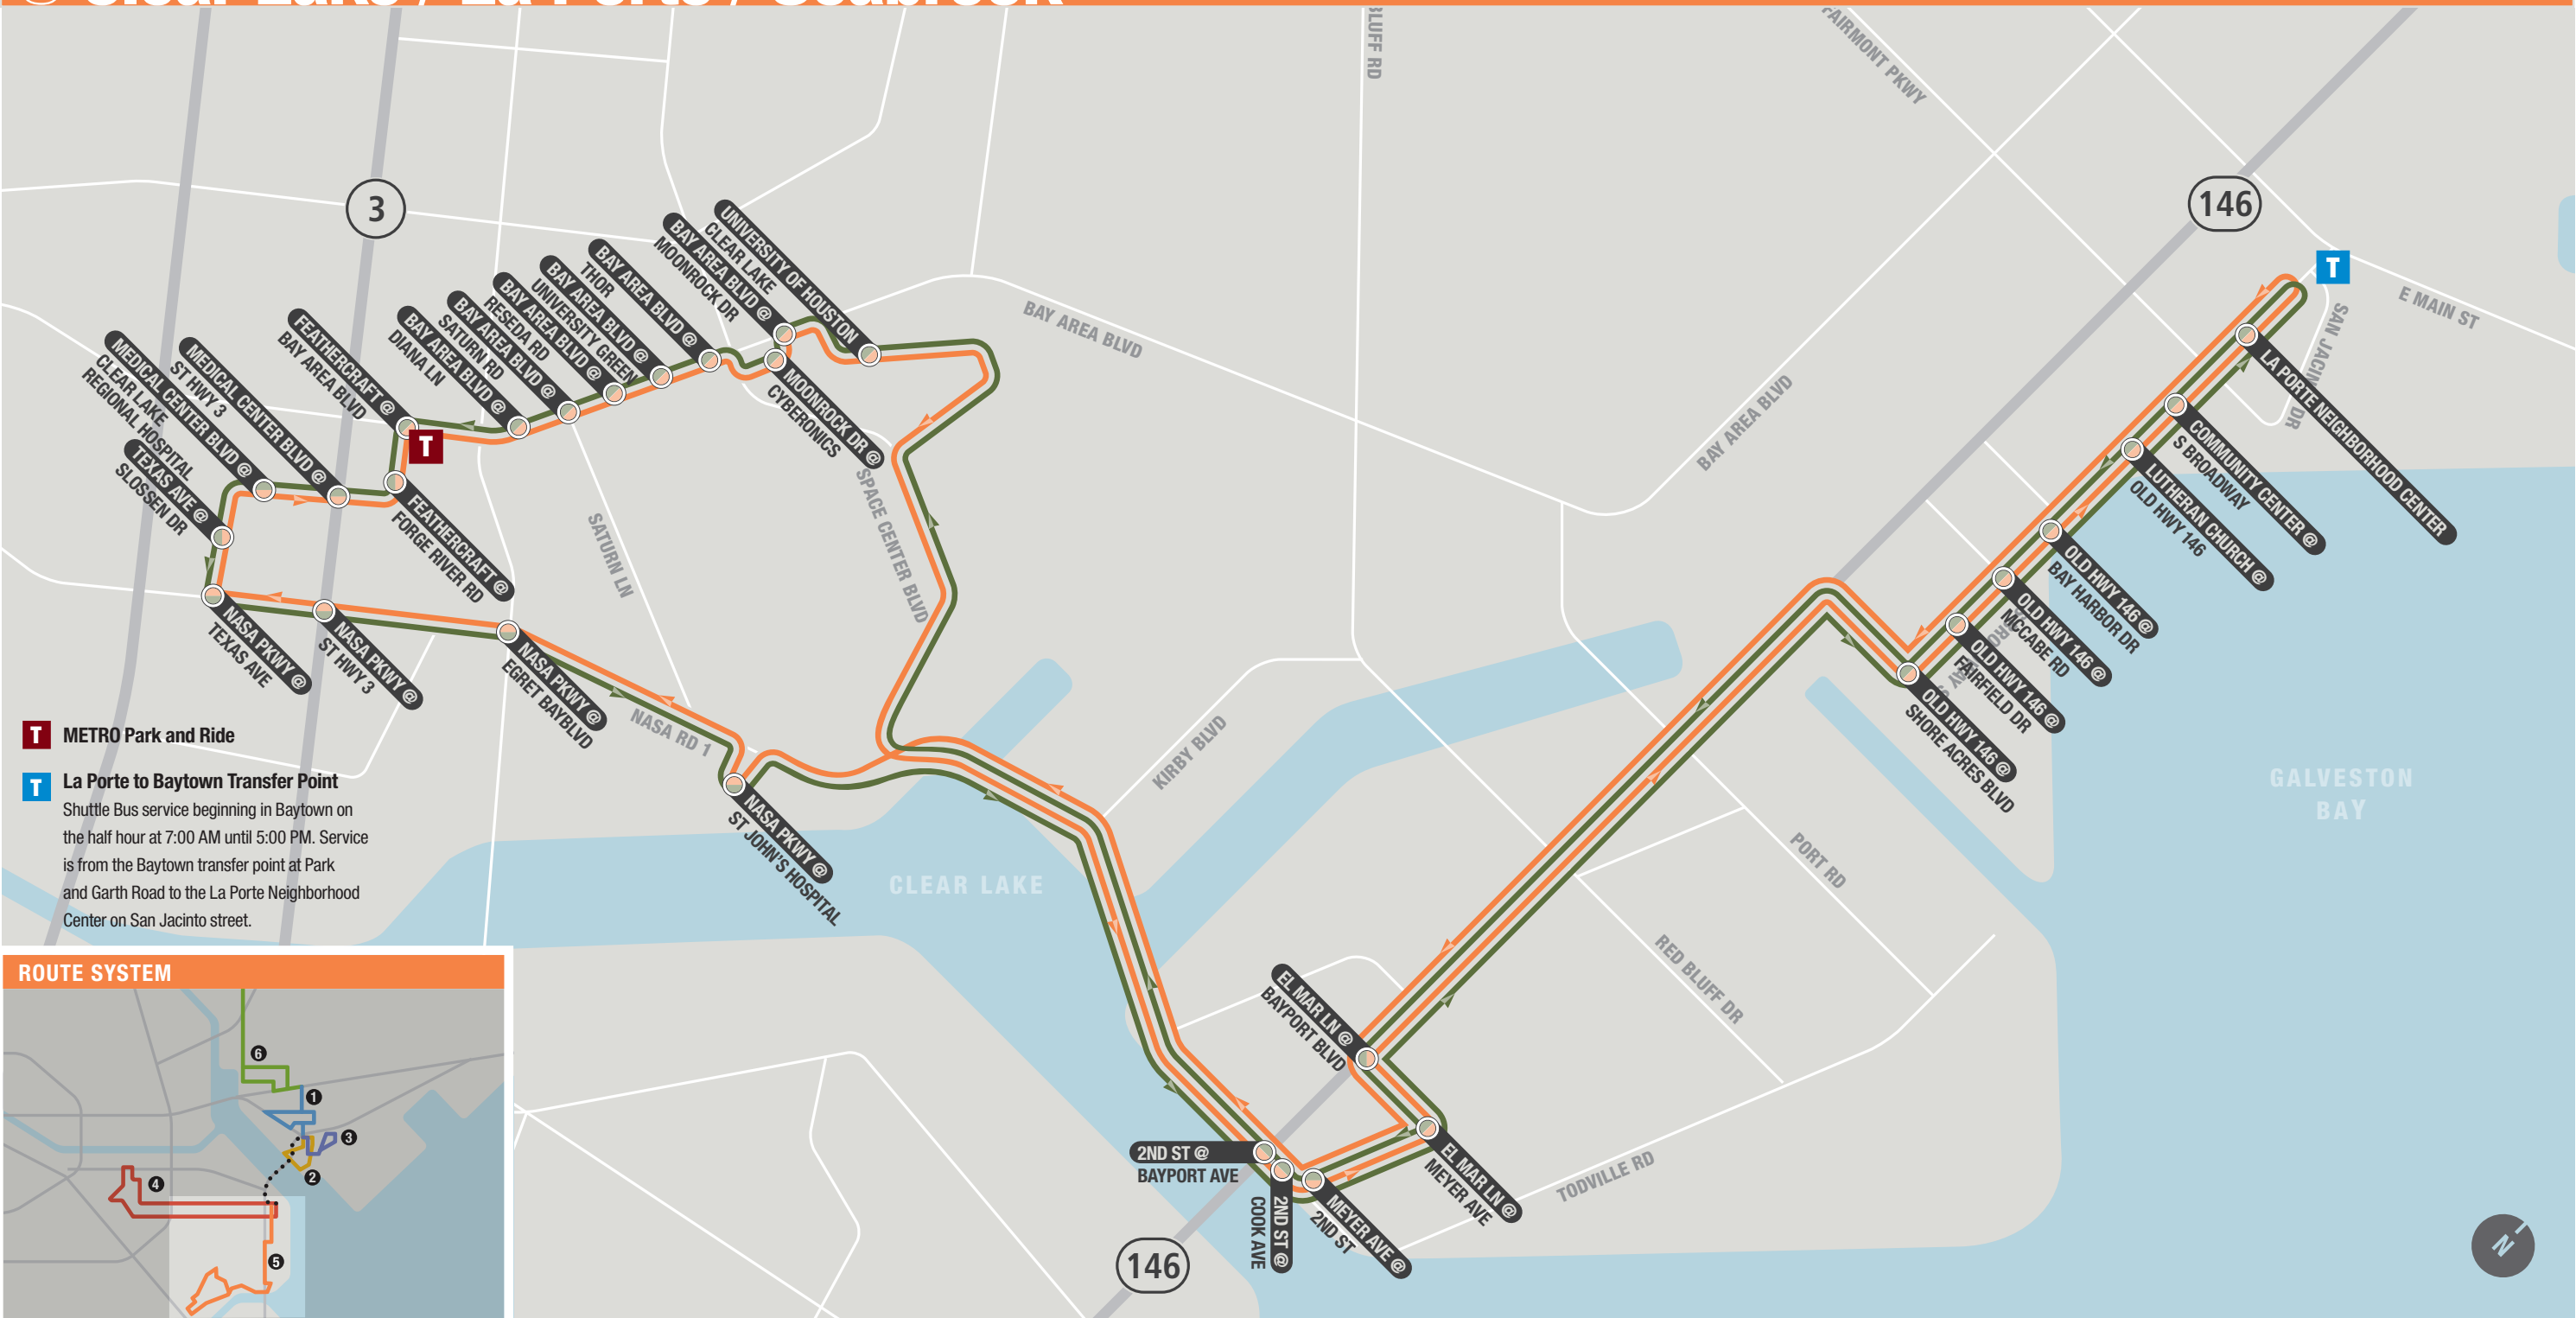 Clear Lake / La Porte / Seabrook
BLUFF RD
FAIRMONT PKWY
3
146
T
E MAIN ST
SAN JACINTO DR
UNIVERSITY OF HOUSTON
CLEAR LAKE
BAY AREA BLVD @
MOONROCK DR
BAY AREA BLVD @
THOR
BAY AREA BLVD @
UNIVERSITY GREEN
BAY AREA BLVD @
RESEDA RD
BAY AREA BLVD @
SATURN RD
BAY AREA BLVD @
DIANA LN
FEATHERCRAFT @
BAY AREA BLVD
MEDICAL CENTER BLVD @
ST HWY 3
MEDICAL CENTER BLVD @
CLEAR LAKE
REGIONAL HOSPITAL
TEXAS AVE @
SLOSSEN DR
T
MOONROCK DR @
CYBERONICS
FEATHERCRAFT @
FORGE RIVER RD
NASA PKWY @
TEXAS AVE
NASA PKWY @
ST HWY 3
NASA PKWY @
EGRET BAYBLVD
NASA PKWY @
ST JOHN'S HOSPITAL
BAY AREA BLVD
BAY AREA BLVD
SATURN LN
SPACE CENTER BLVD
NASA RD 1
KIRBY BLVD
CLEAR LAKE
LA PORTE NEIGHBORHOOD CENTER
COMMUNITY CENTER @
S BROADWAY
LUTHERAN CHURCH @
OLD HWY 146
OLD HWY 146 @
BAY HARBOR DR
OLD HWY 146 @
MCCABE RD
OLD HWY 146 @
FAIRFIELD DR
OLD HWY 146 @
SHORE ACRES BLVD
GALVESTON
BAY
PORT RD
RED BLUFF DR
TODVILLE RD
EL MAR LN @
BAYPORT BLVD
EL MAR LN @
MEYER AVE
2ND ST @
BAYPORT AVE
2ND ST @
COOK AVE
MEYER AVE @
2ND ST
146
T METRO Park and Ride
T La Porte to Baytown Transfer Point
Shuttle Bus service beginning in Baytown on
the half hour at 7:00 AM until 5:00 PM. Service
is from the Baytown transfer point at Park
and Garth Road to the La Porte Neighborhood
Center on San Jacinto street.
ROUTE SYSTEM
6
1
3
2
4
5
N